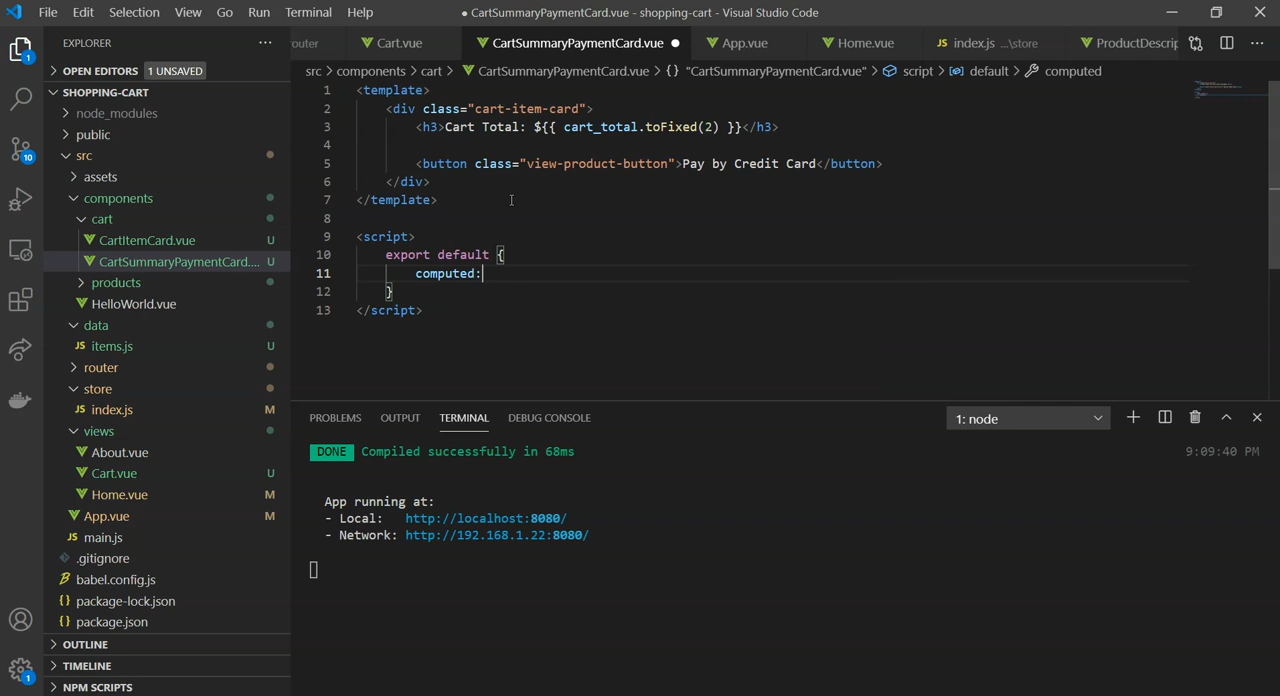 File Edit Selection View Go Run Terminal Help
● CartSummaryPaymentCard.vue - shopping-cart - Visual Studio Code
EXPLORER
outer
Cart.vue
CartSummaryPaymentCard.vue
App.vue
Home.vue
JS index.js ...\store
ProductDescrip
OPEN EDITORS 1 UNSAVED
src > components > cart > CartSummaryPaymentCard.vue > {} "CartSummaryPaymentCard.vue" > script > default > computed
SHOPPING-CART
node_modules
public
src
assets
components
cart
CartItemCard.vue U
CartSummaryPaymentCard.... U
products
HelloWorld.vue
data
JS items.js U
router
store
JS index.js M
views
About.vue
Cart.vue U
Home.vue M
App.vue M
JS main.js
.gitignore
babel.config.js
{} package-lock.json
{} package.json
OUTLINE
TIMELINE
NPM SCRIPTS
1
10
1
1 <template>
2 <div class="cart-item-card">
3 <h3>Cart Total: ${{ cart_total.toFixed(2) }}</h3>
4
5 <button class="view-product-button">Pay by Credit Card</button>
6 </div>
7 </template>
8
9 <script>
10 export default {
11 computed:
12 }
13 </script>
PROBLEMS OUTPUT TERMINAL DEBUG CONSOLE
1: node
DONE Compiled successfully in 68ms 9:09:40 PM
App running at:
- Local: http://localhost:8080/
- Network: http://192.168.1.22:8080/